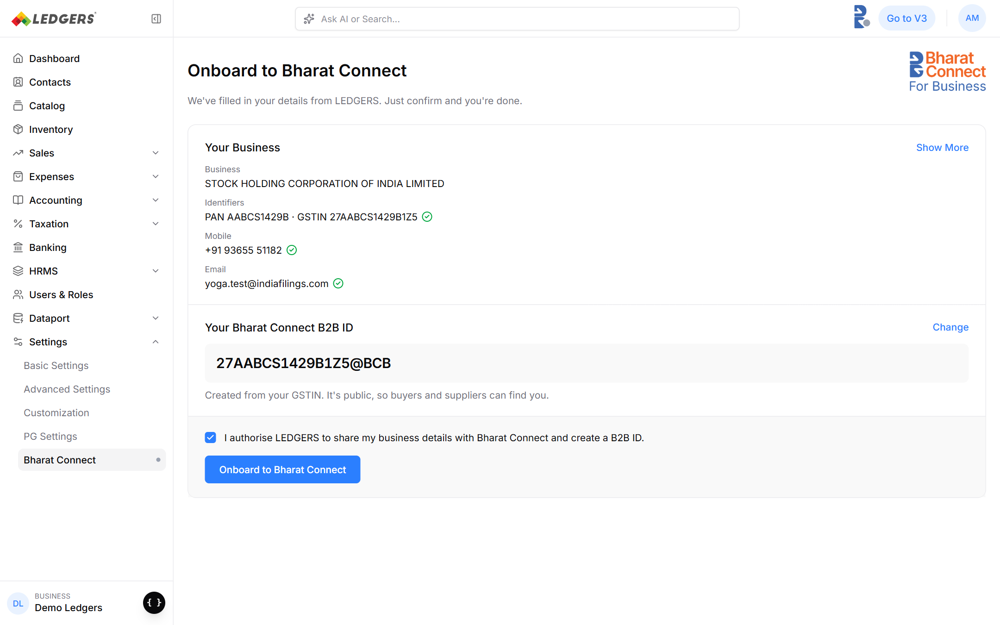 LEDGERS
Ask AI or Search...
Go to V3
AM
Dashboard
Contacts
Catalog
Inventory
Sales
Expenses
Accounting
Taxation
Banking
HRMS
Users & Roles
Dataport
Settings
Basic Settings
Advanced Settings
Customization
PG Settings
Bharat Connect
DL
BUSINESS
Demo Ledgers
{ }
Onboard to Bharat Connect
We've filled in your details from LEDGERS. Just confirm and you're done.
Bharat
Connect
For Business
Your Business
Show More
Business
STOCK HOLDING CORPORATION OF INDIA LIMITED
Identifiers
PAN AABCS1429B · GSTIN 27AABCS1429B1Z5
Mobile
+91 93655 51182
Email
yoga.test@indiafilings.com
Your Bharat Connect B2B ID
Change
27AABCS1429B1Z5@BCB
Created from your GSTIN. It's public, so buyers and suppliers can find you.
I authorise LEDGERS to share my business details with Bharat Connect and create a B2B ID.
Onboard to Bharat Connect